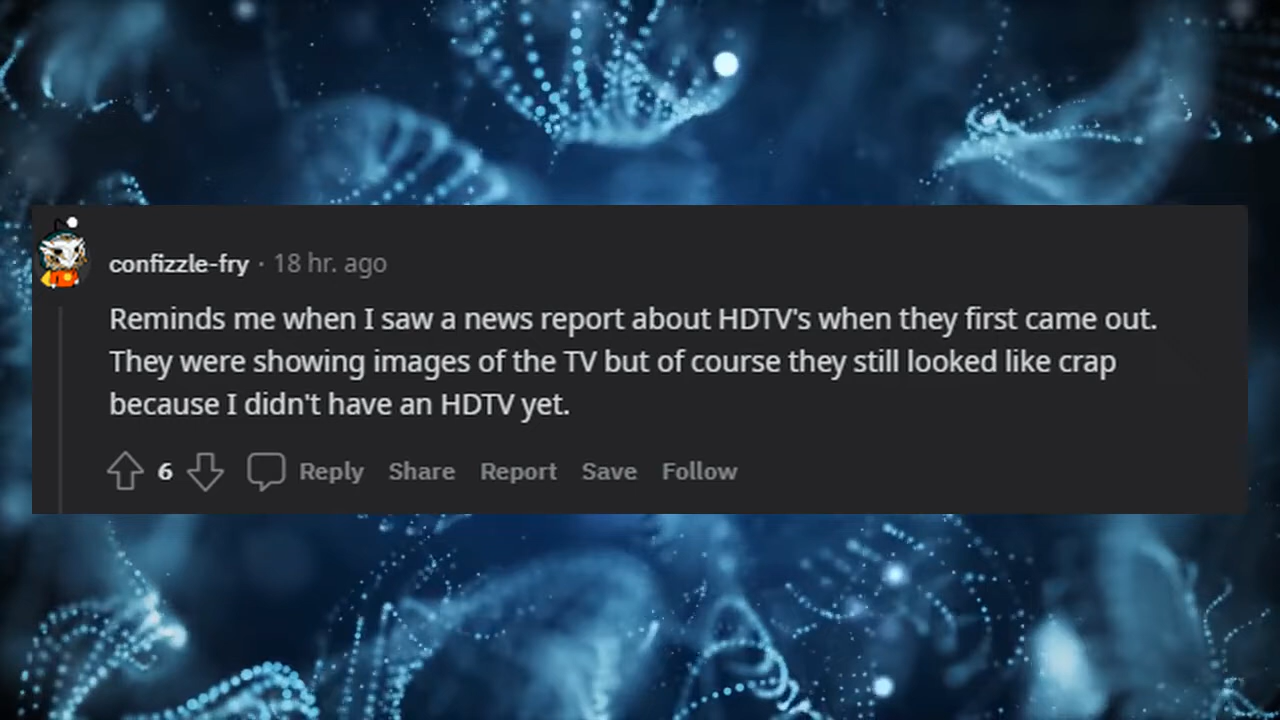 confizzle-fry · 18 hr. ago
Reminds me when I saw a news report about HDTV's when they first came out.
They were showing images of the TV but of course they still looked like crap
because I didn't have an HDTV yet.
6 Reply Share Report Save Follow